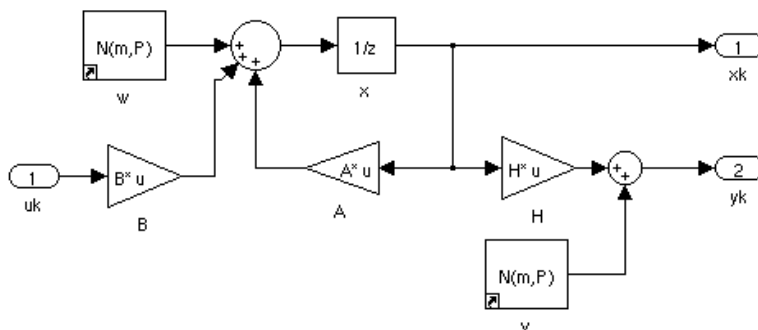 N(m,P)
+
+
+
1/z
1
w
x
xk
1
uk
B* u
B
A* u
A
H* u
H
+
+
2
yk
N(m,P)
v